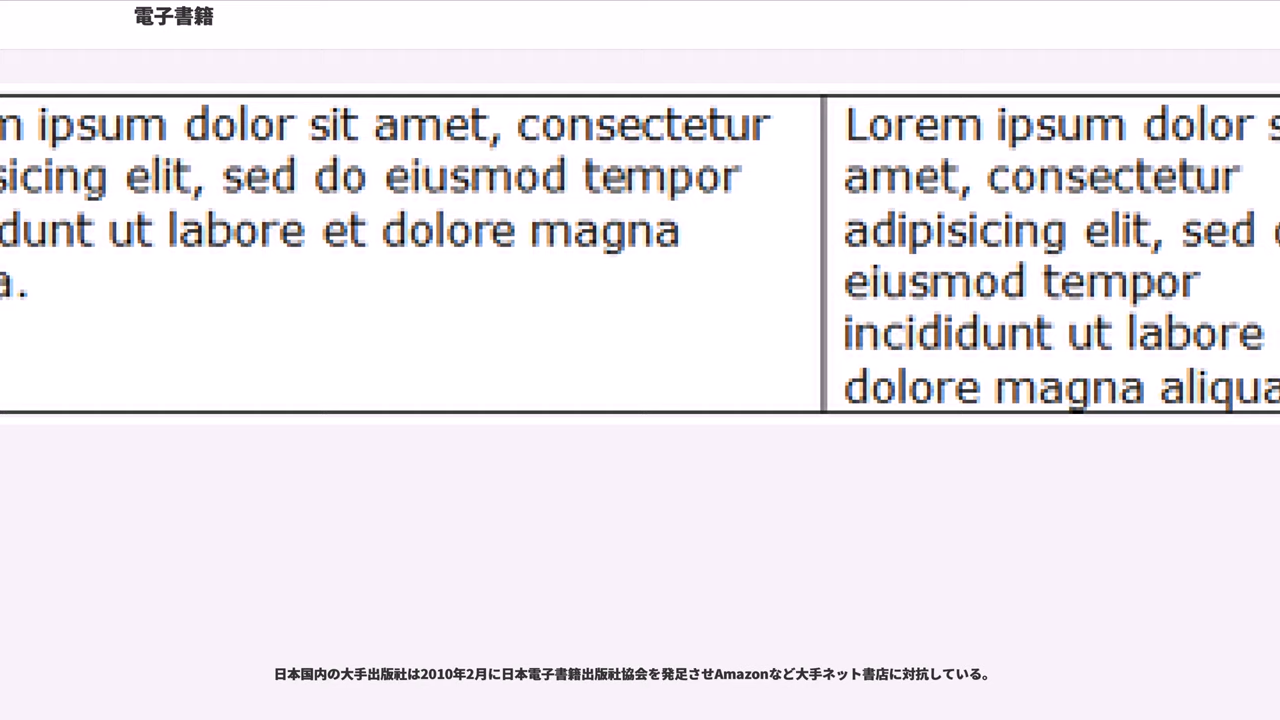 電子書籍
m ipsum dolor sit amet, consectetur
sicing elit, sed do eiusmod tempor
dunt ut labore et dolore magna
a.
Lorem ipsum dolor s
amet, consectetur
adipisicing elit, sed
eiusmod tempor
incididunt ut labore
dolore magna aliqua
日本国内の大手出版社は2010年2月に日本電子書籍出版社協会を発足させAmazonなど大手ネット書店に対抗している。